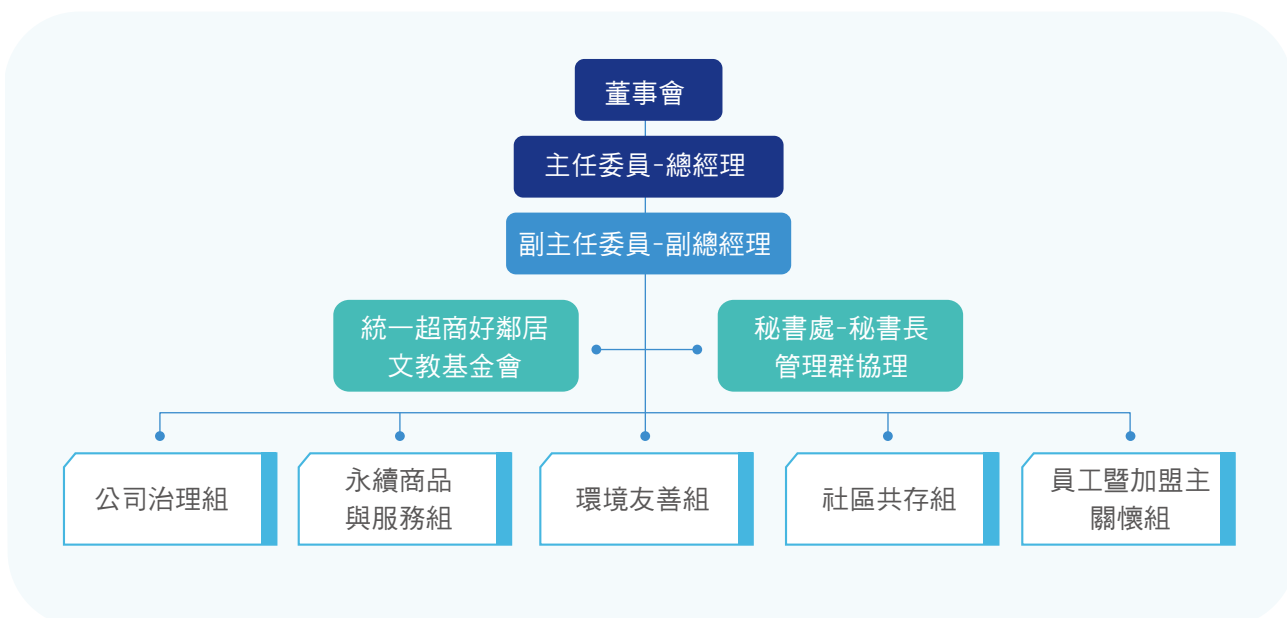 董事會
主任委員-總經理
副主任委員-副總經理
統一超商好鄰居
文教基金會
秘書處-秘書長
管理群協理
公司治理組
永續商品
與服務組
環境友善組
社區共存組
員工暨加盟主
關懷組